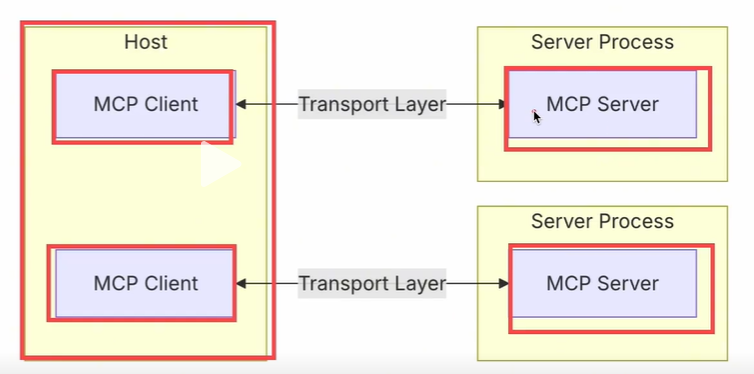 Host
Server Process
MCP Client
Transport Layer
MCP Server
Server Process
MCP Client
Transport Layer
MCP Server